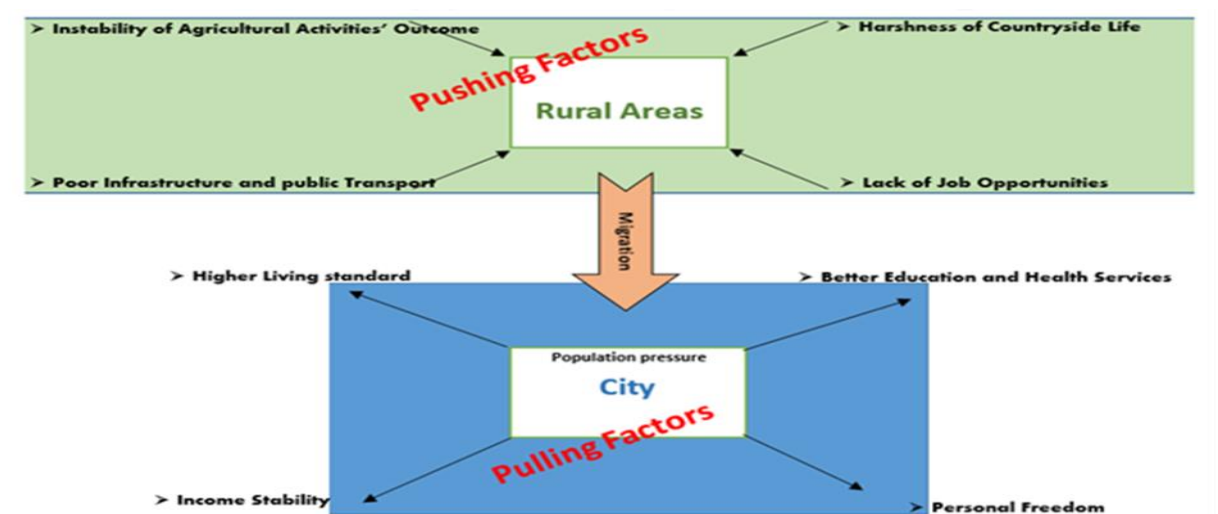 ➢ Instability of Agricultural Activities' Outcome
➢ Harshness of Countryside Life
Pushing Factors
Rural Areas
➢ Poor Infrastructure and public Transport
➢ Lack of Job Opportunities
Migration
➢ Higher Living standard
➢ Better Education and Health Services
Population pressure
City
Pulling Factors
➢ Income Stability
➢ Personal Freedom